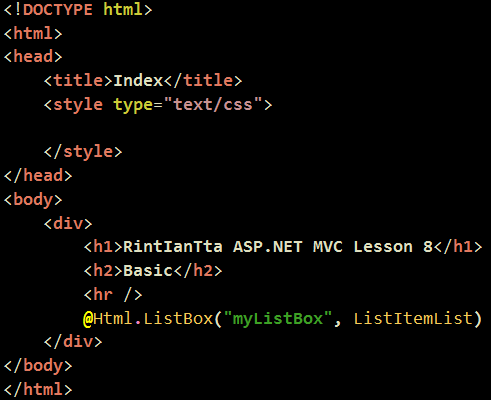 <!DOCTYPE html>
<html>
<head>
    <title>Index</title>
    <style type="text/css">

    </style>
</head>
<body>
    <div>
        <h1>RintIanTta ASP.NET MVC Lesson 8</h1>
        <h2>Basic</h2>
        <hr />
        @Html.ListBox("myListBox", ListItemList)
    </div>
</body>
</html>